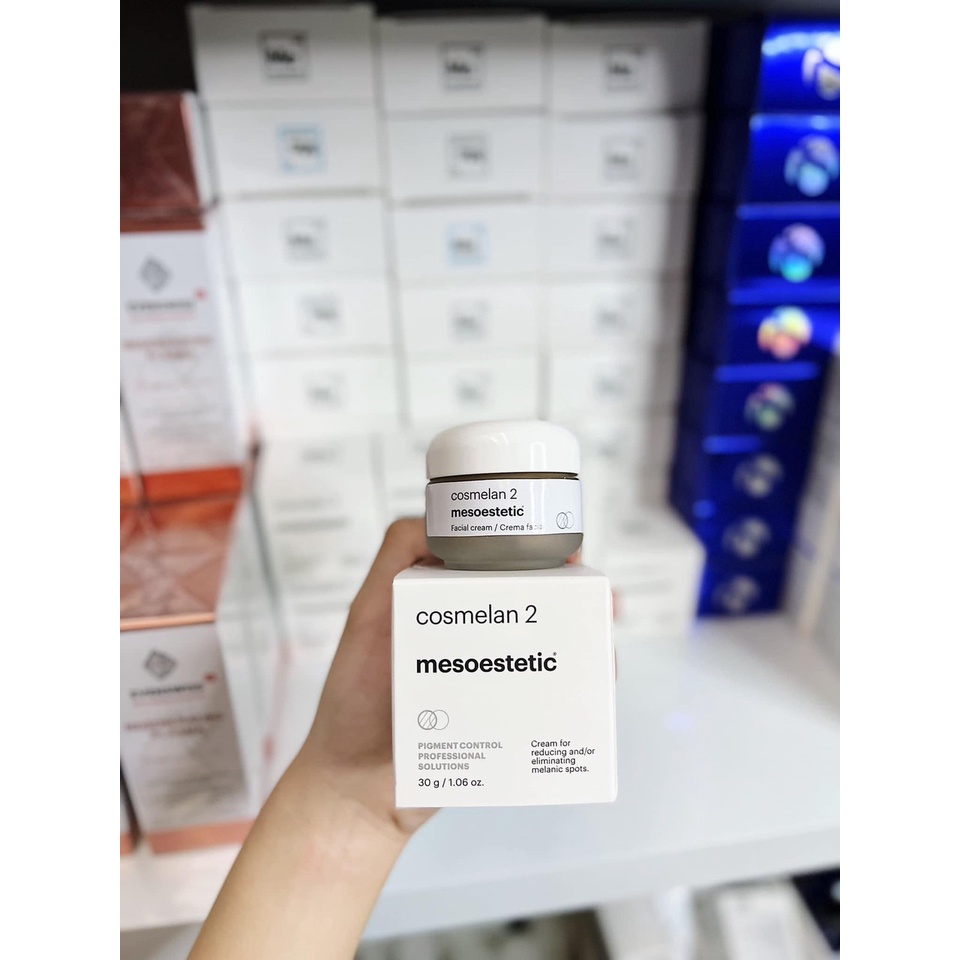 cosmelan 2
mesoestetic
Facial cream / Crema
cosmelan 2
mesoestetic®
PIGMENT CONTROL
PROFESSIONAL
SOLUTIONS
30 g / 1.06 oz.
Cream for
reducing and/or
eliminating
melanic spots.